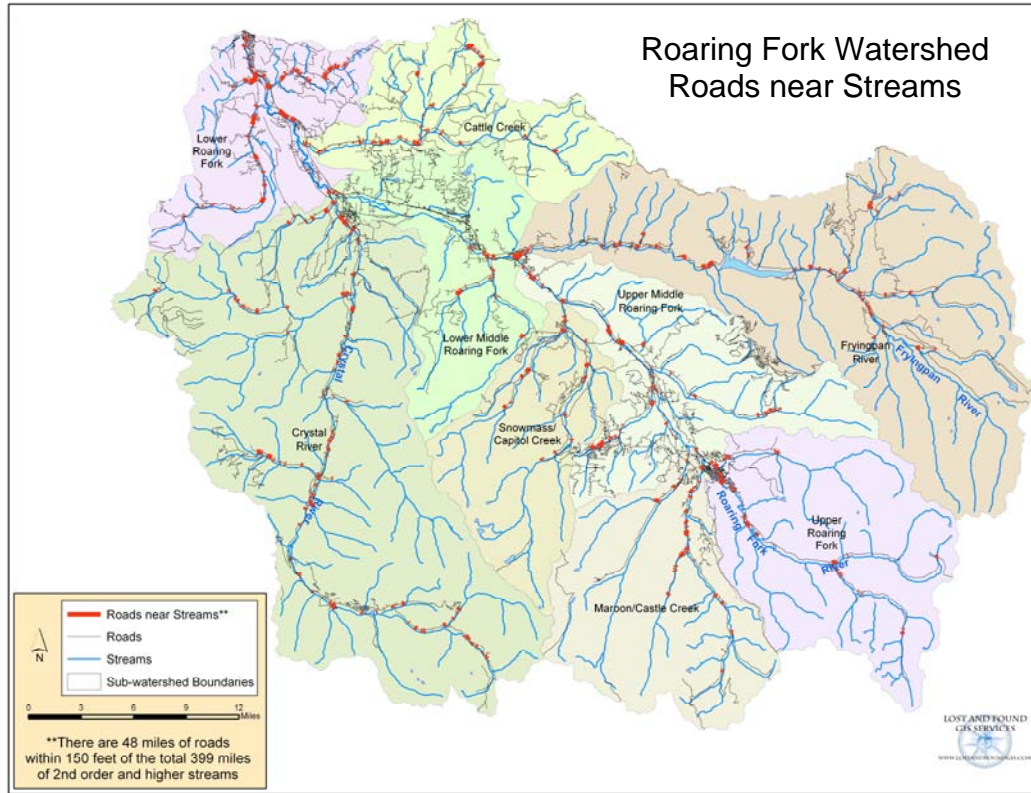 Roaring Fork Watershed
Roads near Streams
Cattle Creek
Lower
Roaring
Fork
Upper Middle
Roaring Fork
Lower Middle
Roaring Fork
Fryingpan
River
Fryingpan
River
Crystal
River
Crystal
River
Snowmass/
Capitol Creek
Roaring
Fork
River
Upper
Roaring
Fork
Maroon/Castle Creek
N
Roads near Streams**
Roads
Streams
Sub-watershed Boundaries
0 3 6 9 12
Miles
**There are 48 miles of roads
within 150 feet of the total 399 miles
of 2nd order and higher streams
LOST AND FOUND
GIS SERVICES